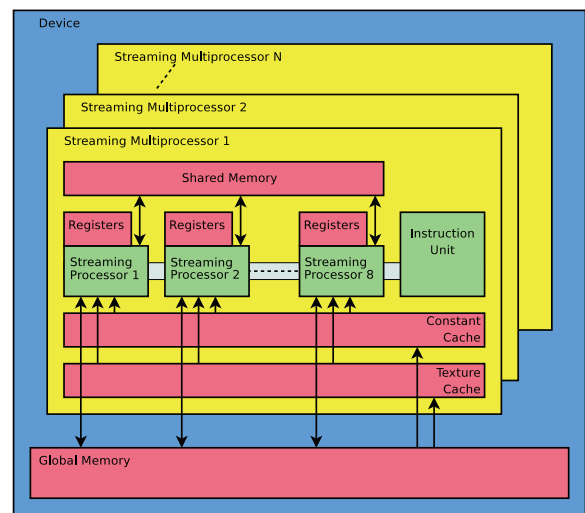 Device
Streaming Multiprocessor N
Streaming Multiprocessor 2
Streaming Multiprocessor 1
Shared Memory
Registers
Registers
Registers
Streaming
Processor 1
Streaming
Processor 2
Streaming
Processor 8
Instruction
Unit
Constant
Cache
Texture
Cache
Global Memory